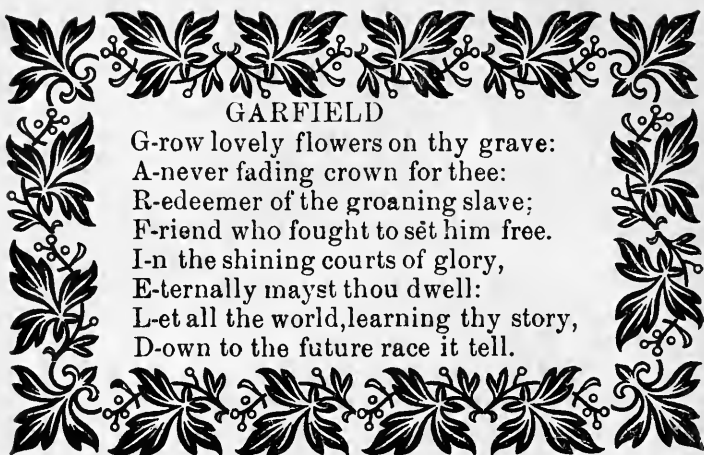 GARFIELD
G-row lovely flowers on thy grave:
A-never fading crown for thee:
R-edeemer of the groaning slave;
F-riend who fought to set him free.
I-n the shining courts of glory,
E-ternally mayst thou dwell:
L-et all the world,learning thy story,
D-own to the future race it tell.